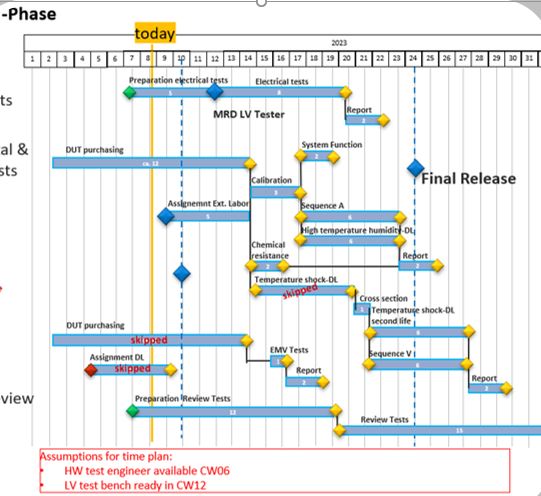 -Phase
today
2023
1 2 3 4 5 6 7 8 9 10 11 12 13 14 15 16 17 18 19 20 21 22 23 24 25 26 27 28 29 30 31
Preparation electrical tests
Electrical tests
5
8
ts
Report
2
MRD LV Tester
System Function
2
al &
sts
DUT purchasing
ca. 12
Final Release
Calibration
3
Assignemnt Ext. Labor
5
Sequence A
6
High temperature humidity-DL
6
Chemical
resistance
2
Report
2
Temperature shock-DL
skipped
Cross section
1
Temperature shock-DL
second life
6
DUT purchasing
skipped
EMV Tests
1
Sequence V
6
Assignment DL
skipped
Report
2
Report
2
view
Preparation Review Tests
12
Review Tests
15
Assumptions for time plan:
• HW test engineer available CW06
• LV test bench ready in CW12